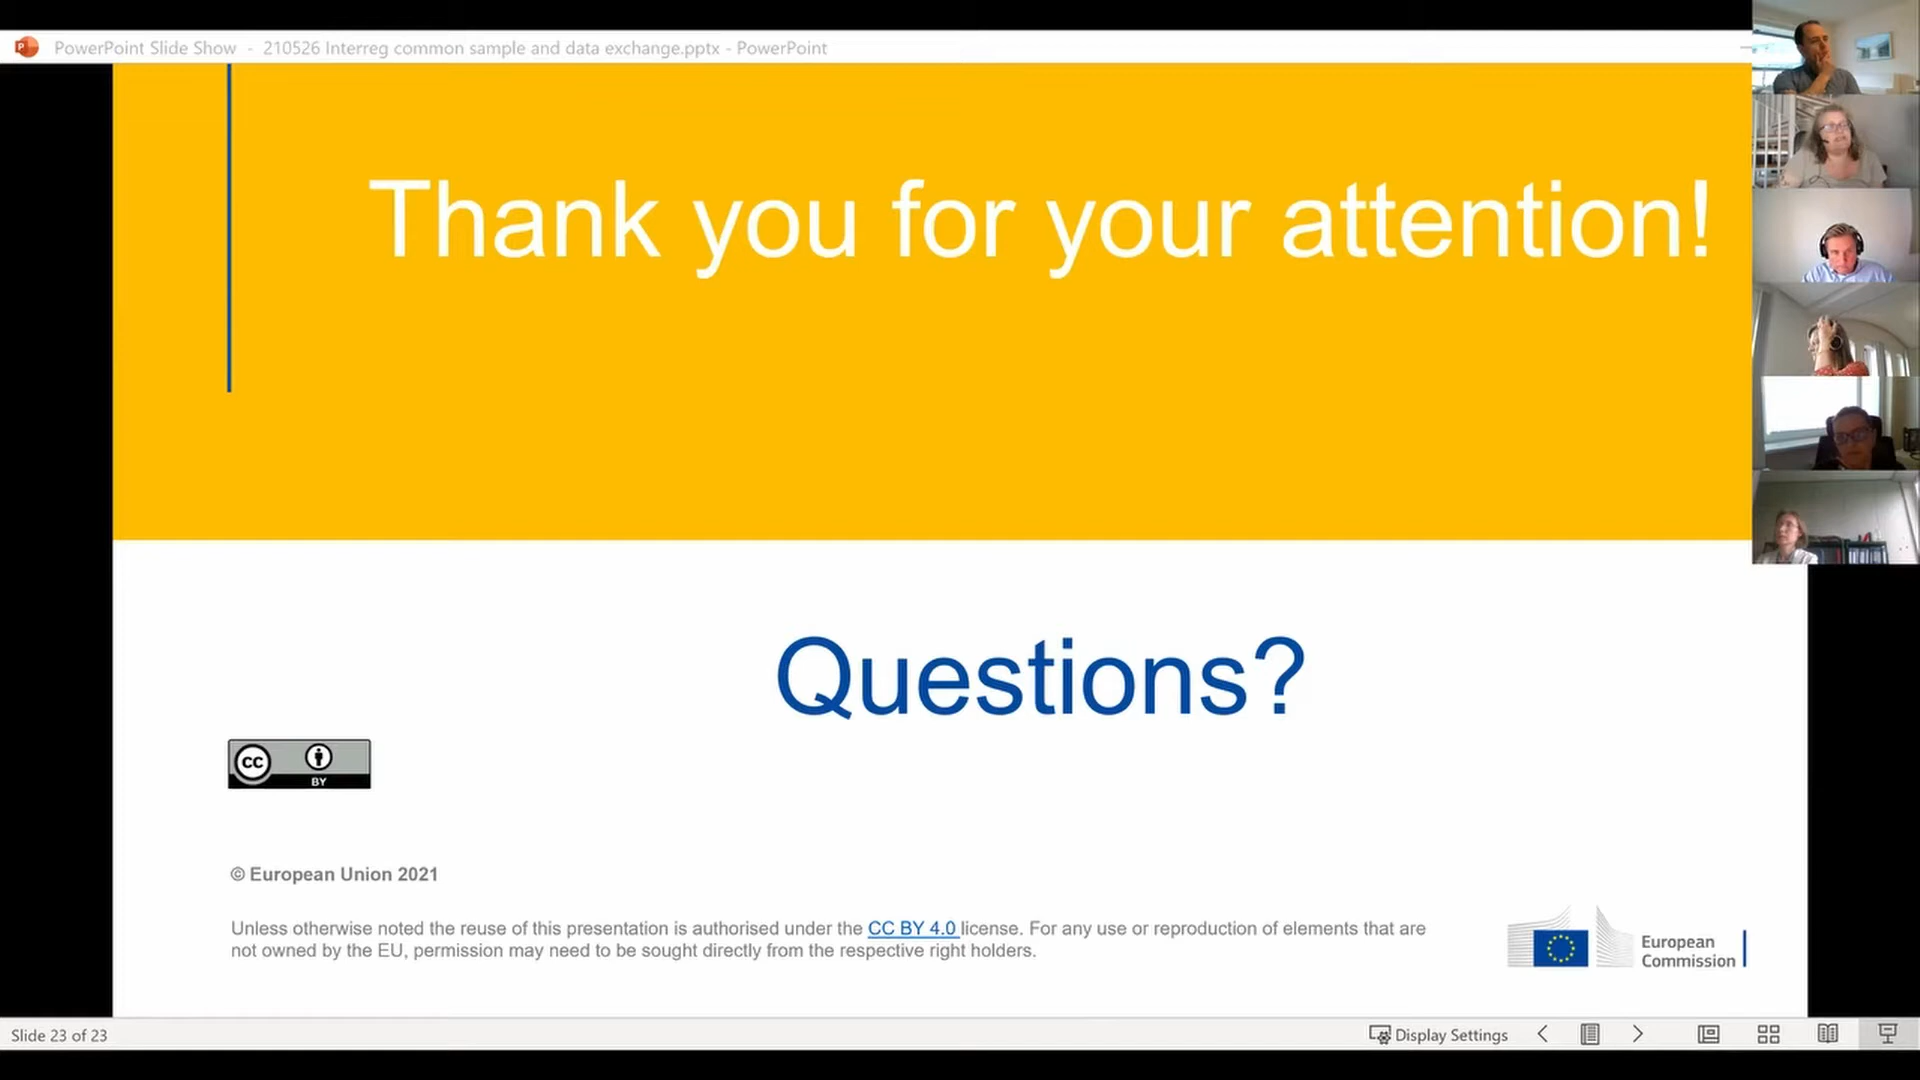 PowerPoint Slide Show - 210526 Interreg common sample and data exchange.pptx - PowerPoint
Thank you for your attention!
Questions?
CC BY
© European Union 2021
Unless otherwise noted the reuse of this presentation is authorised under the CC BY 4.0 license. For any use or reproduction of elements that are
not owned by the EU, permission may need to be sought directly from the respective right holders.
European
Commission
Slide 23 of 23
Display Settings